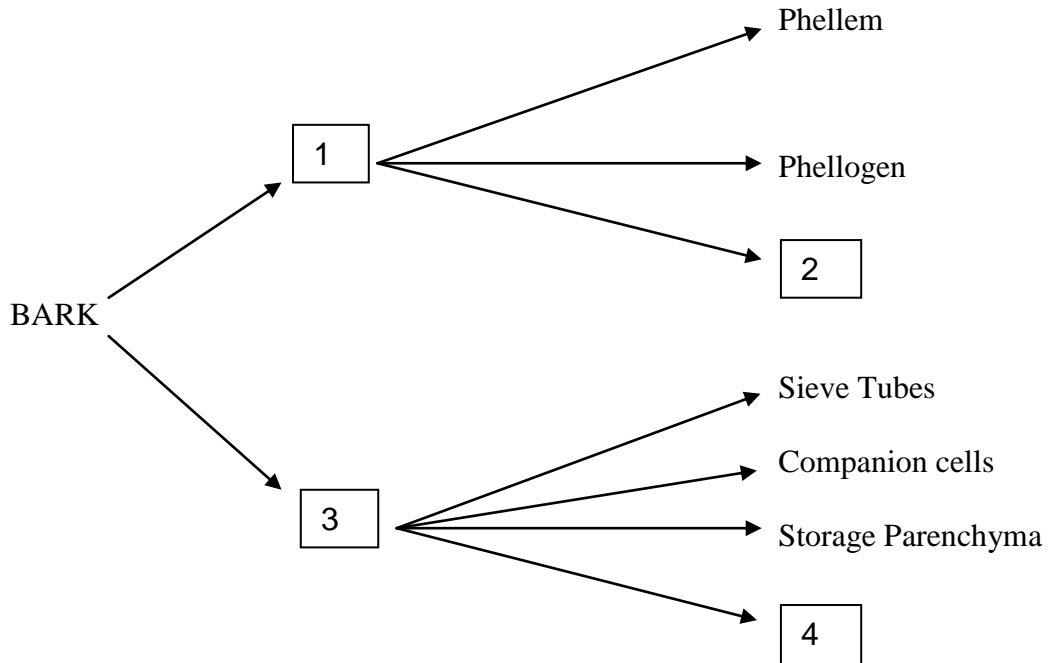 Phellem
1
Phellogen
2
BARK
Sieve Tubes
Companion cells
3
Storage Parenchyma
4